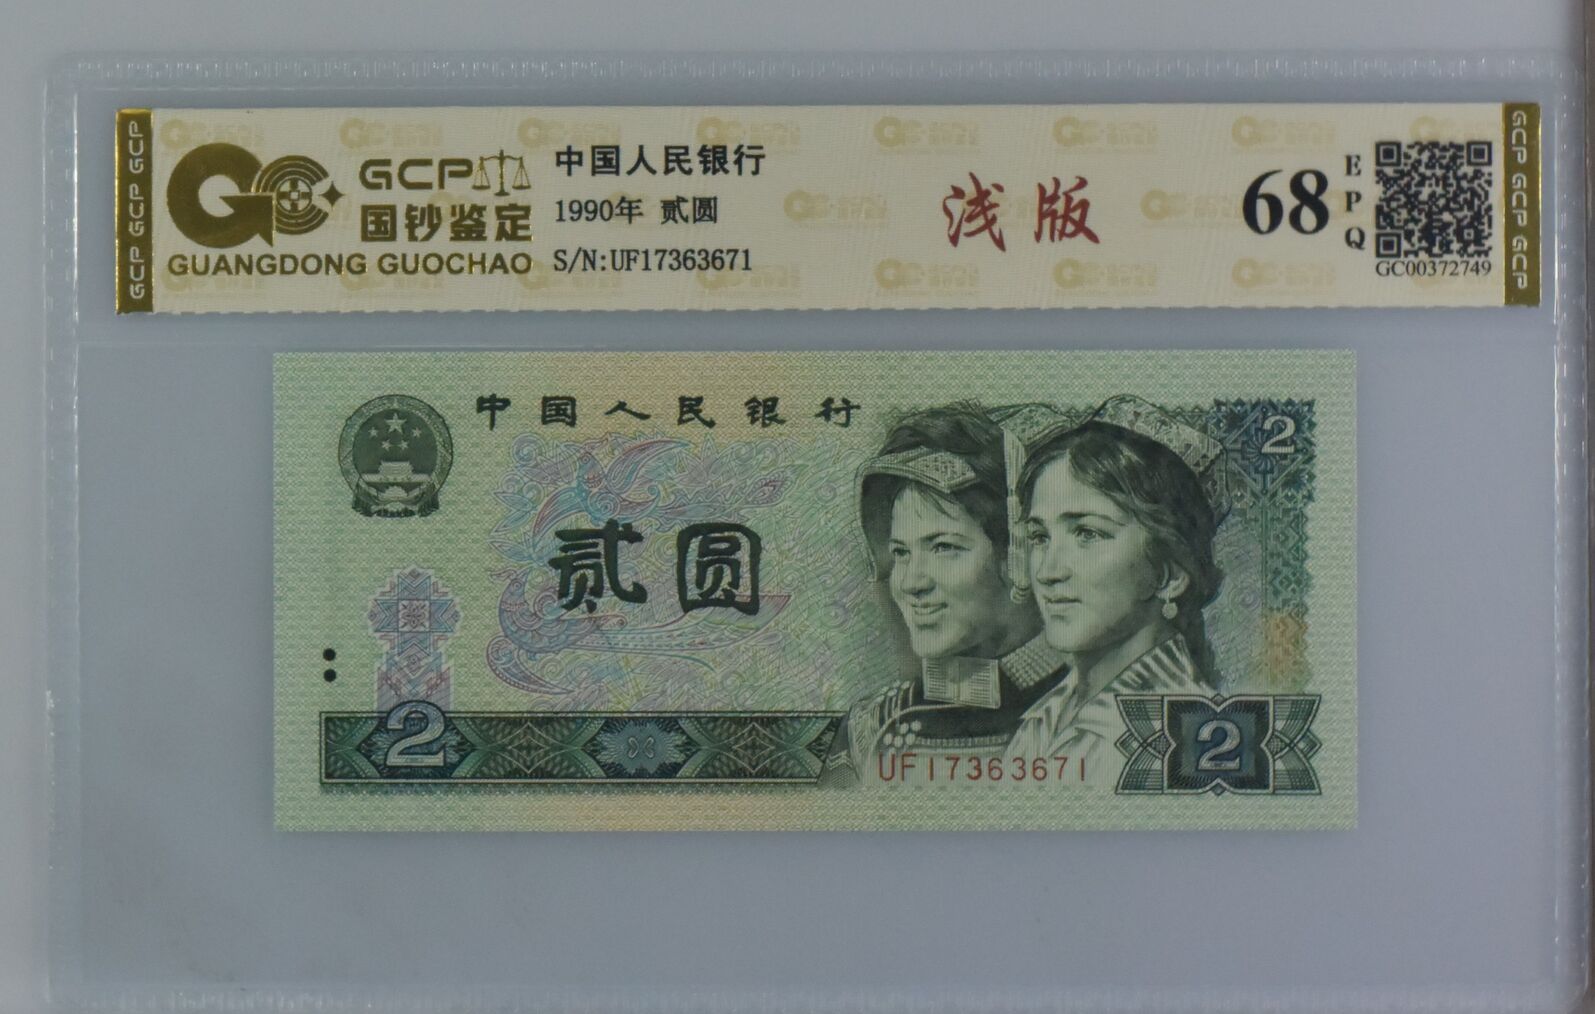 GCP
国钞鉴定
GUANGDONG GUOCHAO
中国人民银行
1990年 贰圆
S/N:UF17363671
浅版
68
EPQ
GC00372749
GCP GCP GCP
GCP GCP GCP
中国人民银行
2
贰圆
2
UF17363671
2